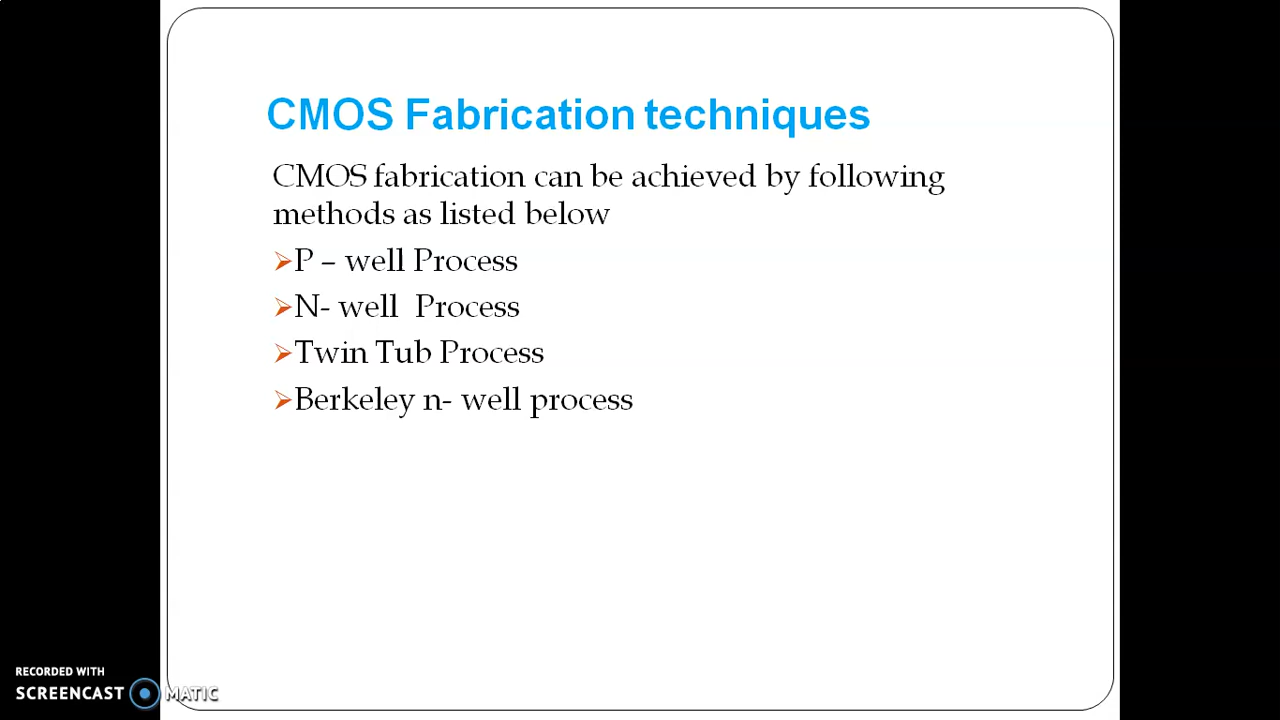 CMOS Fabrication techniques
CMOS fabrication can be achieved by following
methods as listed below
P – well Process
N- well  Process
Twin Tub Process
Berkeley n- well process
RECORDED WITH
SCREENCAST MATIC